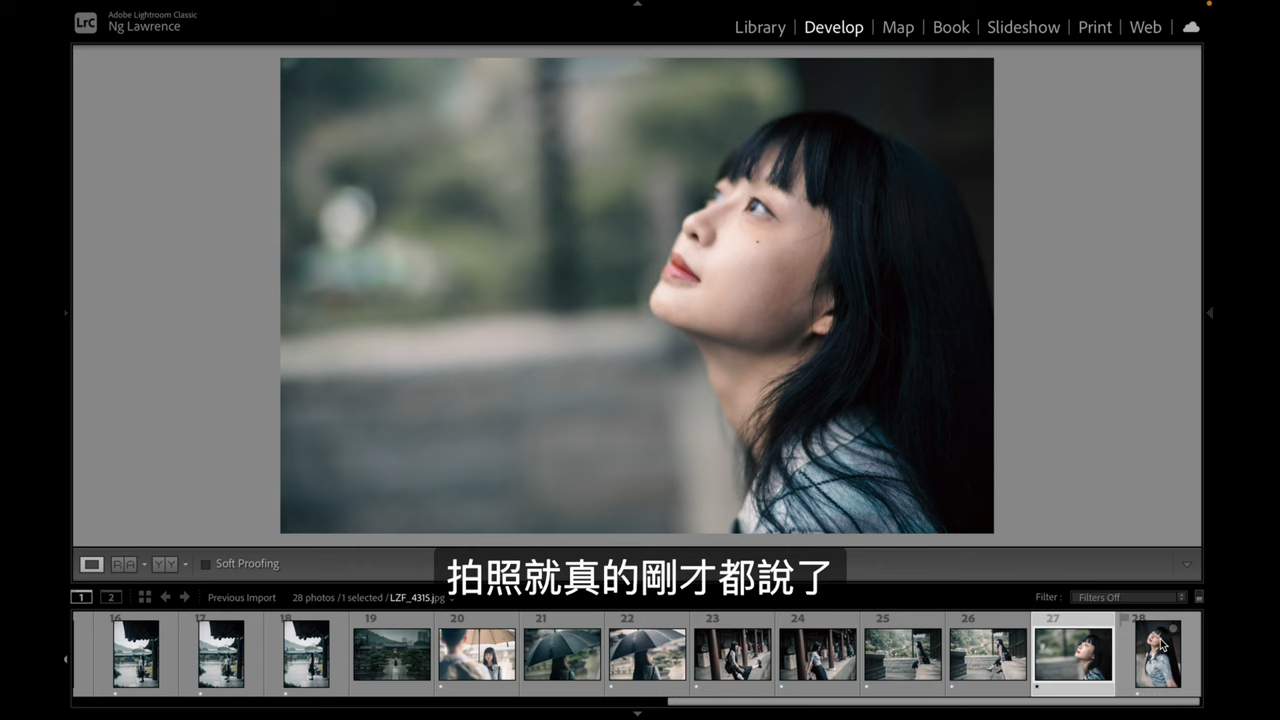 LrC
Adobe Lightroom Classic
Ng Lawrence
Library | Develop | Map | Book | Slideshow | Print | Web |
Soft Proofing
拍照就真的剛才都說了
1 2 Previous Import 28 photos / 1 selected / LZF_4315.jpg
Filter : Filters Off
16 17 18 19 20 21 22 23 24 25 26 27 28